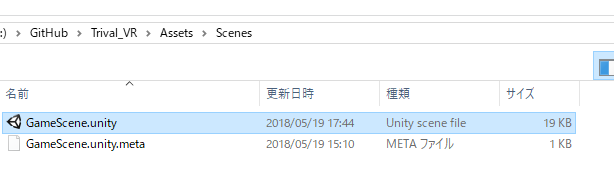 :) › GitHub › Trival_VR › Assets › Scenes
名前 更新日時 種類 サイズ
GameScene.unity 2018/05/19 17:44 Unity scene file 19 KB
GameScene.unity.meta 2018/05/19 15:10 META ファイル 1 KB